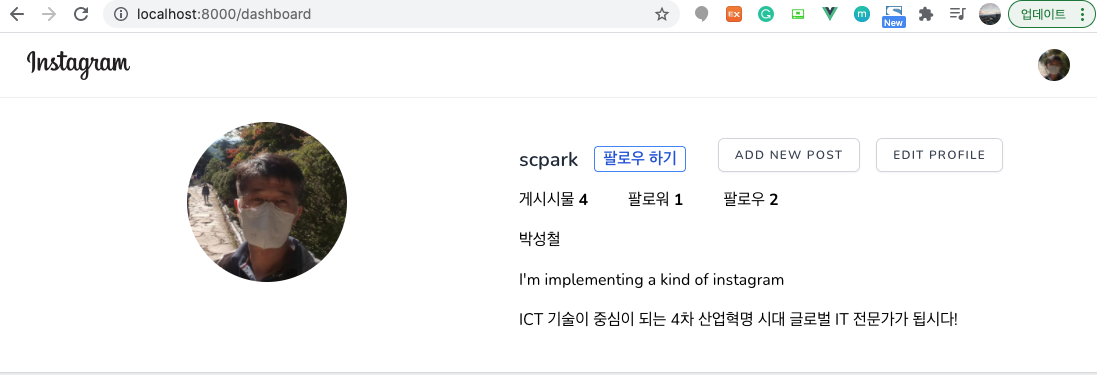 localhost:8000/dashboard
EX
G
m
New
업데이트
Instagram
scpark 팔로우 하기 ADD NEW POST EDIT PROFILE
게시시물 4 팔로워 1 팔로우 2
박성철
I'm implementing a kind of instagram
ICT 기술이 중심이 되는 4차 산업혁명 시대 글로벌 IT 전문가가 됩시다!